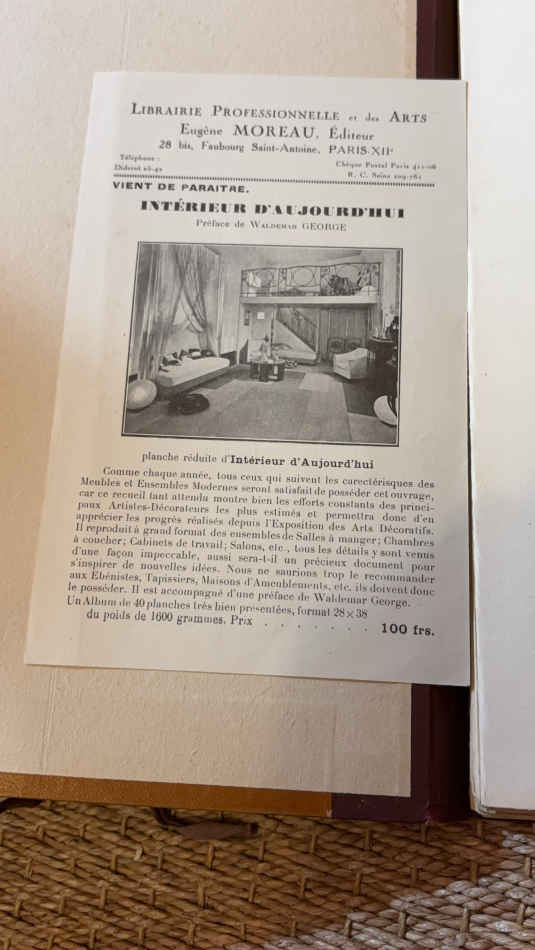 LIBRAIRIE PROFESSIONNELLE et des ARTS
Eugène MOREAU, Éditeur
28 bis, Faubourg Saint-Antoine, PARIS-XIIe
Téléphone :
Diderot
Chèque Postal Paris 411-08
R. C. Seine
VIENT DE PARAITRE.
INTÉRIEUR D'AUJOURD'HUI
Préface de WALDEMAR GEORGE
planche réduite d'Intérieur d'Aujourd'hui
Comme chaque année, tous ceux qui suivent les carectérisques des
Meubles et Ensembles Modernes seront satisfait de posséder cet ouvrage,
car ce recueil tant attendu montre bien les efforts constants des princi-
paux Artistes-Décorateurs les plus estimés et permettra donc d'en
apprécier les progrès réalisés depuis l'Exposition des Arts Décoratifs.
Il reproduit à grand format des ensembles de Salles à manger; Chambres
à coucher; Cabinets de travail; Salons, etc., tous les détails y sont venus
d'une façon impeccable, aussi sera-t-il un précieux document pour
s'inspirer de nouvelles idées. Nous ne saurions trop le recommander
aux Ébénistes, Tapissiers, Maisons d'Ameublements, etc. ils doivent donc
le posséder. Il est accompagné d'une préface de Waldemar George.
Un Album de 40 planches très bien présentées, format 28×38
du poids de 1600 grammes. Prix . . . . . . . 100 frs.